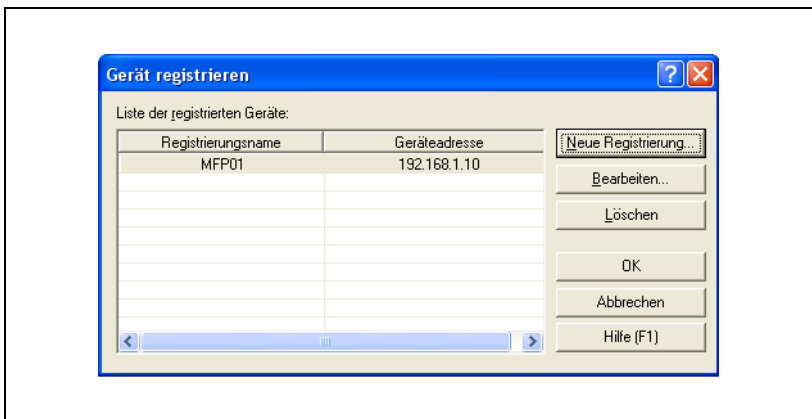 Gerät registrieren
Liste der registrierten Geräte:
Registrierungsname Geräteadresse
MFP01 192.168.1.10
Neue Registrierung...
Bearbeiten...
Löschen
OK
Abbrechen
Hilfe (F1)